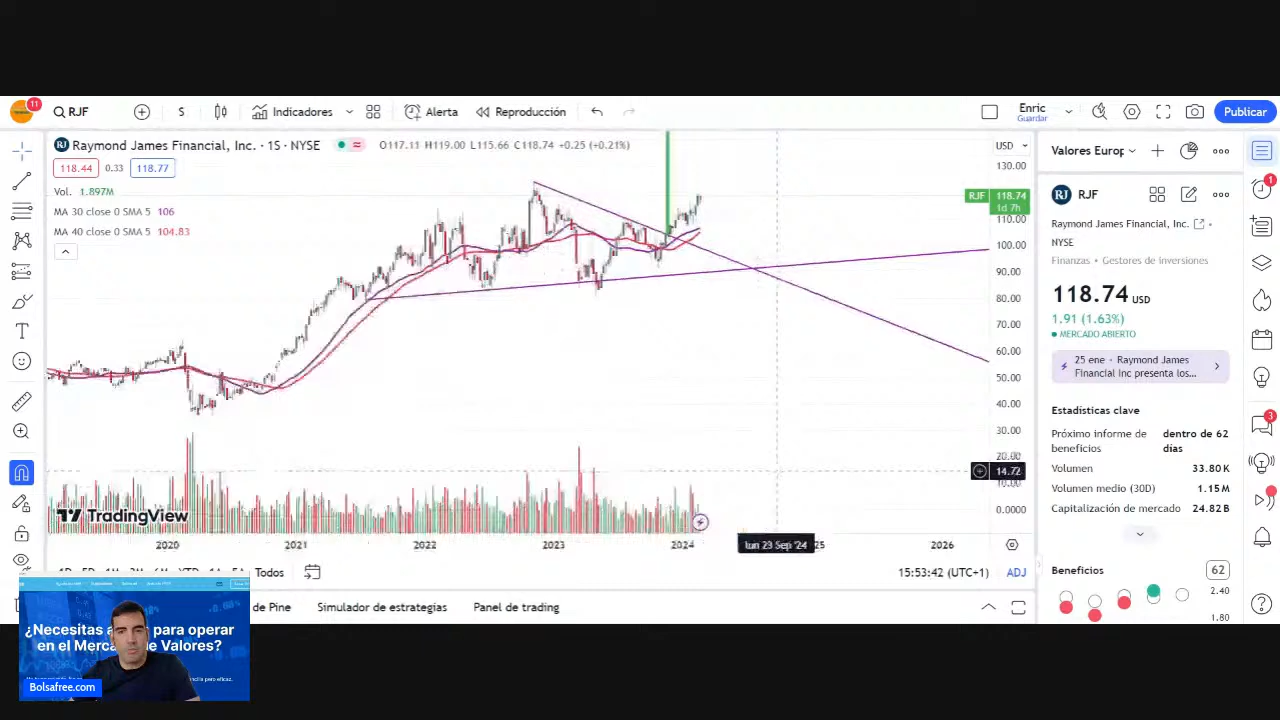 11
RJF
$
Indicadores
Alerta
Reproducción
Enric
Guardar
Publicar
Raymond James Financial, Inc. · 1S · NYSE
O117.11 H119.00 L115.66 C118.74 +0.25 (+0.21%)
118.44 0.33 118.77
Vol. 1.897M
MA 30 close 0 SMA 5 106
MA 40 close 0 SMA 5 104.83
USD
130.00
RJF 118.74
1d 7h
110.00
100.00
90.00
80.00
70.00
60.00
50.00
40.00
30.00
20.00
14.72
10.00
0.0000
TradingView
2020
2021
2022
2023
2024
lun 23 Sep '24
2026
Todos
15:53:42 (UTC+1)
ADJ
de Pine
Simulador de estrategias
Panel de trading
Valores Europ
RJF
Raymond James Financial, Inc. ·
NYSE
Finanzas • Gestores de inversiones
118.74 USD
1.91 (1.63%)
MERCADO ABIERTO
25 ene · Raymond James
Financial Inc presenta los...
Estadísticas clave
Próximo informe de beneficios
dentro de 62 días
Volumen 33.80K
Volumen medio (30D) 1.15M
Capitalización de mercado 24.82B
Beneficios 62
2.40
1.80
1
3
¿Necesitas para operar
en el Mercado de Valores?
Bolsafree.com